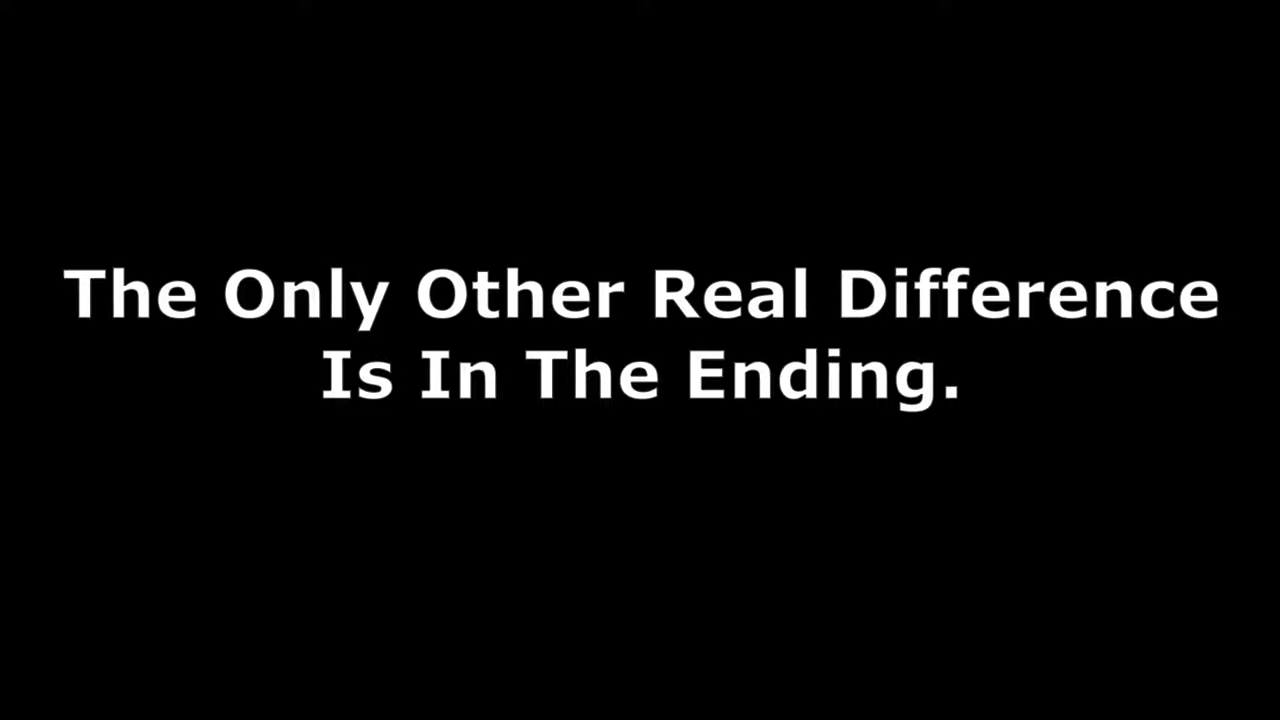 The Only Other Real Difference
Is In The Ending.